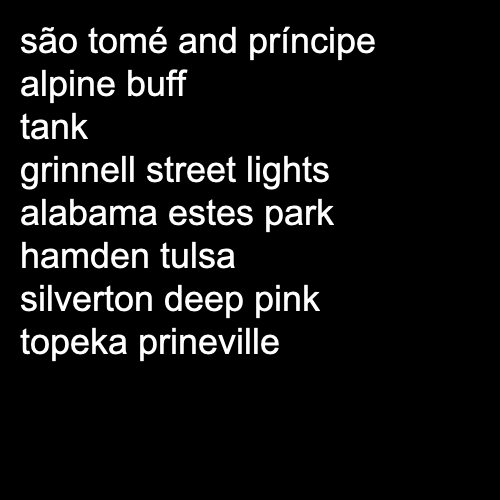 são tomé and príncipe
alpine buff
tank
grinnell street lights
alabama estes park
hamden tulsa
silverton deep pink
topeka prineville